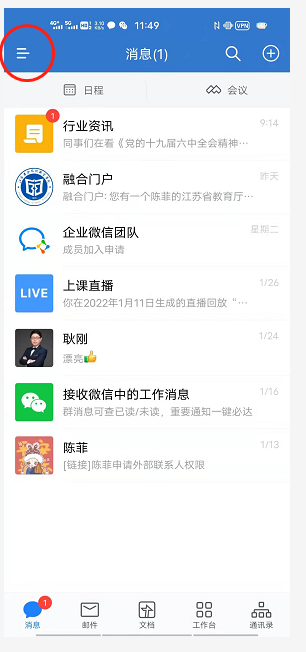 11:49
VPN
消息(1)
日程
会议
行业资讯
9:14
1
同事们在看《党的十九届六中全会精神…
融合门户
昨天
融合门户: 您有一个陈菲的江苏省教育厅…
企业微信团队
星期二
成员加入申请
LIVE
上课直播
1/26
你在2022年1月11日生成的直播回放“…
耿刚
1/24
漂亮👍
接收微信中的工作消息
1/16
群消息可查已读/未读，重要通知一键必达
陈菲
1/13
[链接]陈菲申请外部联系人权限
1
消息
邮件
文档
工作台
通讯录